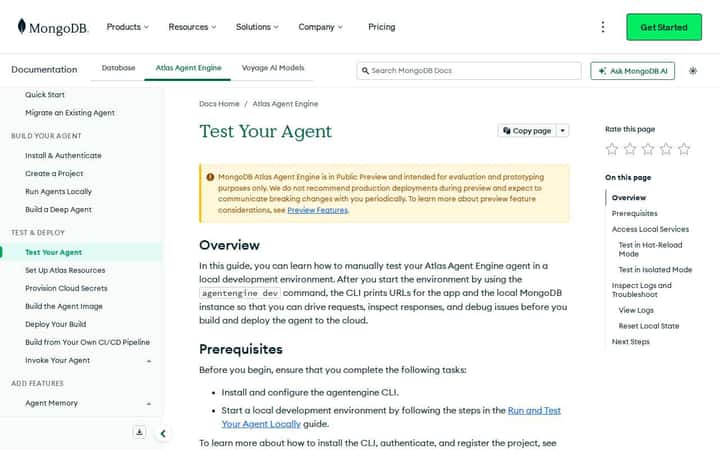 MongoDB.
Products
Resources
Solutions
Company
Pricing
Get Started
Documentation
Database
Atlas Agent Engine
Voyage AI Models
Search MongoDB Docs
Ask MongoDB AI
Quick Start
Migrate an Existing Agent
BUILD YOUR AGENT
Install & Authenticate
Create a Project
Run Agents Locally
Build a Deep Agent
TEST & DEPLOY
Test Your Agent
Set Up Atlas Resources
Provision Cloud Secrets
Build the Agent Image
Deploy Your Build
Build from Your Own CI/CD Pipeline
Invoke Your Agent
ADD FEATURES
Agent Memory
Docs Home / Atlas Agent Engine
Test Your Agent
Copy page
MongoDB Atlas Agent Engine is in Public Preview and intended for evaluation and prototyping
purposes only. We do not recommend production deployments during preview and expect to
communicate breaking changes with you periodically. To learn more about preview feature
considerations, see Preview Features.
Overview
In this guide, you can learn how to manually test your Atlas Agent Engine agent in a
local development environment. After you start the environment by using the
agentengine dev command, the CLI prints URLs for the app and the local MongoDB
instance so that you can drive requests, inspect responses, and debug issues before you
build and deploy the agent to the cloud.
Prerequisites
Before you begin, ensure that you complete the following tasks:
• Install and configure the agentengine CLI.
• Start a local development environment by following the steps in the Run and Test
Your Agent Locally guide.
To learn more about how to install the CLI, authenticate, and register the project, see
Rate this page
On this page
Overview
Prerequisites
Access Local Services
Test in Hot-Reload
Mode
Test in Isolated Mode
Inspect Logs and
Troubleshoot
View Logs
Reset Local State
Next Steps